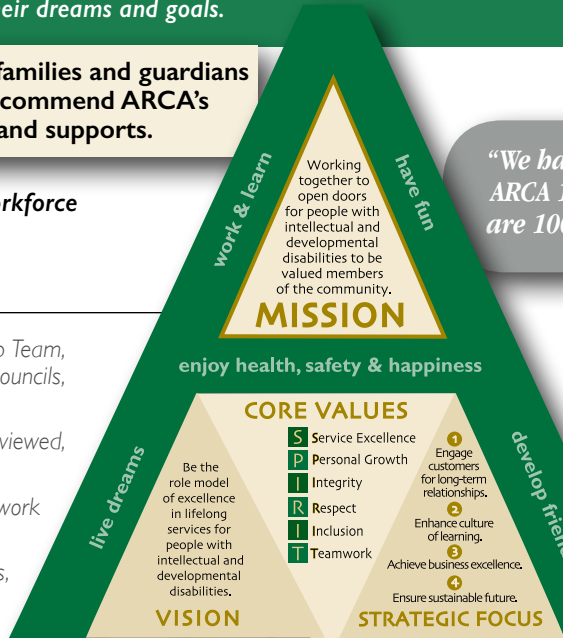 eir dreams and goals.
families and guardians
commend ARCA's
and supports.
rkforce
o Team,
ouncils,
viewed,
work
s,
"We ha
ARCA 1
are 100
work & learn
have fun
Working
together to
open doors
for people with
intellectual and
developmental
disabilities to be
valued members
of the community.
MISSION
enjoy health, safety & happiness
live dreams
develop frien
CORE VALUES
S Service Excellence
P Personal Growth
I Integrity
R Respect
I Inclusion
T Teamwork
Be the
role model
of excellence
in lifelong
services for
people with
intellectual and
developmental
disabilities.
VISION
1
Engage
customers
for long-term
relationships.
2
Enhance culture
of learning.
3
Achieve business excellence.
4
Ensure sustainable future.
STRATEGIC FOCUS